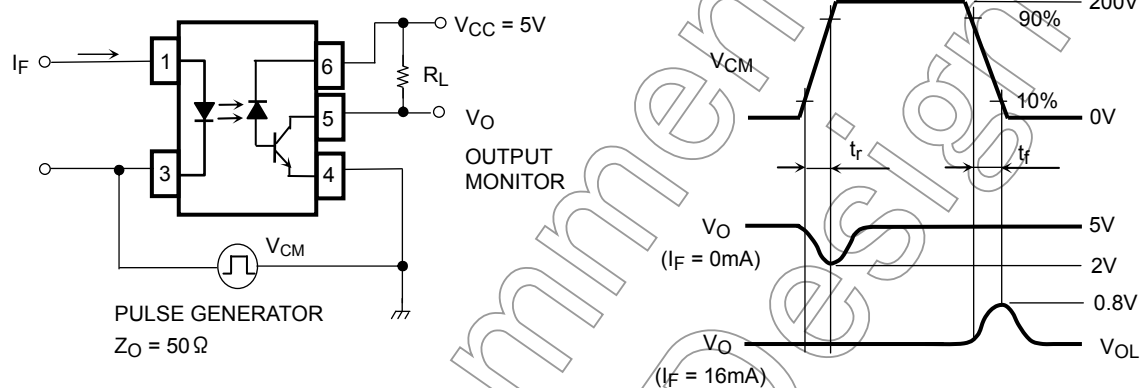 I_F
1
3
6
5
4
V_CC = 5V
R_L
V_O
OUTPUT
MONITOR
V_CM
PULSE GENERATOR
Z_O = 50 Ω
200V
90%
V_CM
10%
0V
t_r
t_f
V_O
5V
(I_F = 0mA)
2V
0.8V
V_O
V_OL
(I_F = 16mA)